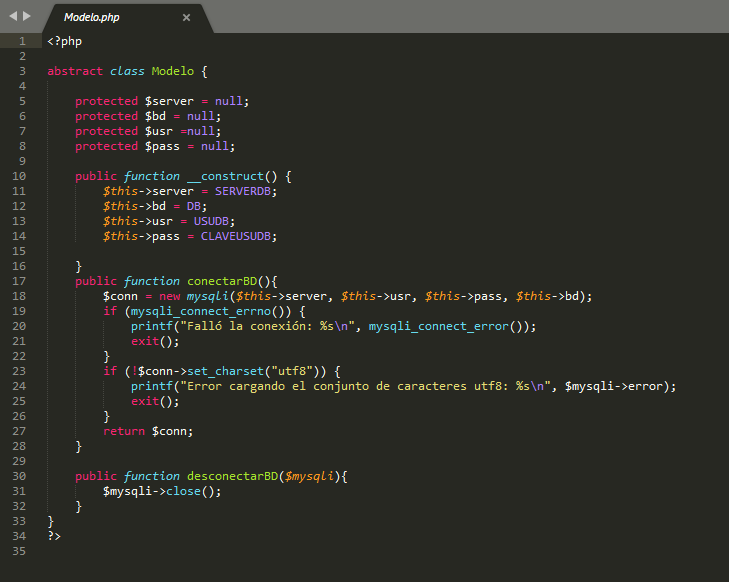 Modelo.php ×
1 <?php
2
3 abstract class Modelo {
4
5     protected $server = null;
6     protected $bd = null;
7     protected $usr =null;
8     protected $pass = null;
9
10     public function __construct() {
11         $this->server = SERVERDB;
12         $this->bd = DB;
13         $this->usr = USUDB;
14         $this->pass = CLAVEUSUDB;
15
16     }
17     public function conectarBD(){
18         $conn = new mysqli($this->server, $this->usr, $this->pass, $this->bd);
19         if (mysqli_connect_errno()) {
20             printf("Falló la conexión: %s\n", mysqli_connect_error());
21             exit();
22         }
23         if (!$conn->set_charset("utf8")) {
24             printf("Error cargando el conjunto de caracteres utf8: %s\n", $mysqli->error);
25             exit();
26         }
27         return $conn;
28     }
29
30     public function desconectarBD($mysqli){
31         $mysqli->close();
32     }
33 }
34 ?>
35